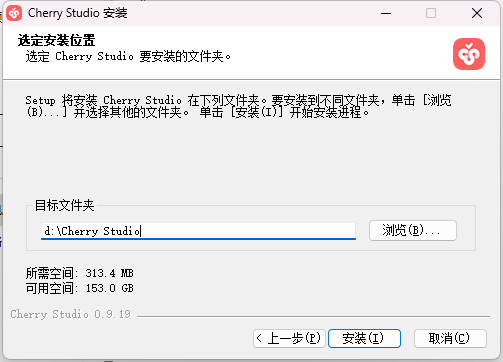 Cherry Studio 安装
选定安装位置
选定 Cherry Studio 要安装的文件夹。
Setup 将安装 Cherry Studio 在下列文件夹。要安装到不同文件夹，单击 [浏览
(B)...] 并选择其他的文件夹。 单击 [安装(I)] 开始安装进程。
目标文件夹
d:\Cherry Studio
浏览(B)...
所需空间: 313.4 MB
可用空间: 153.0 GB
Cherry Studio 0.9.19
< 上一步(P) 安装(I) 取消(C)